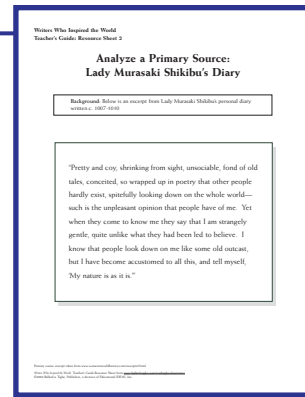 Writers Who Inspired the World
Teacher's Guide: Resource Sheet 2
Analyze a Primary Source:
Lady Murasaki Shikibu's Diary
Background: Below is an excerpt from Lady Murasaki Shikibu's personal diary
written c. 1007-1010
"Pretty and coy, shrinking from sight, unsociable, fond of old
tales, conceited, so wrapped up in poetry that other people
hardly exist, spitefully looking down on the whole world—
such is the unpleasant opinion that people have of me. Yet
when they come to know me they say that I am strangely
gentle, quite unlike what they had been led to believe. I
know that people look down on me like some old outcast,
but I have become accustomed to all this, and tell myself,
'My nature is as it is.'"